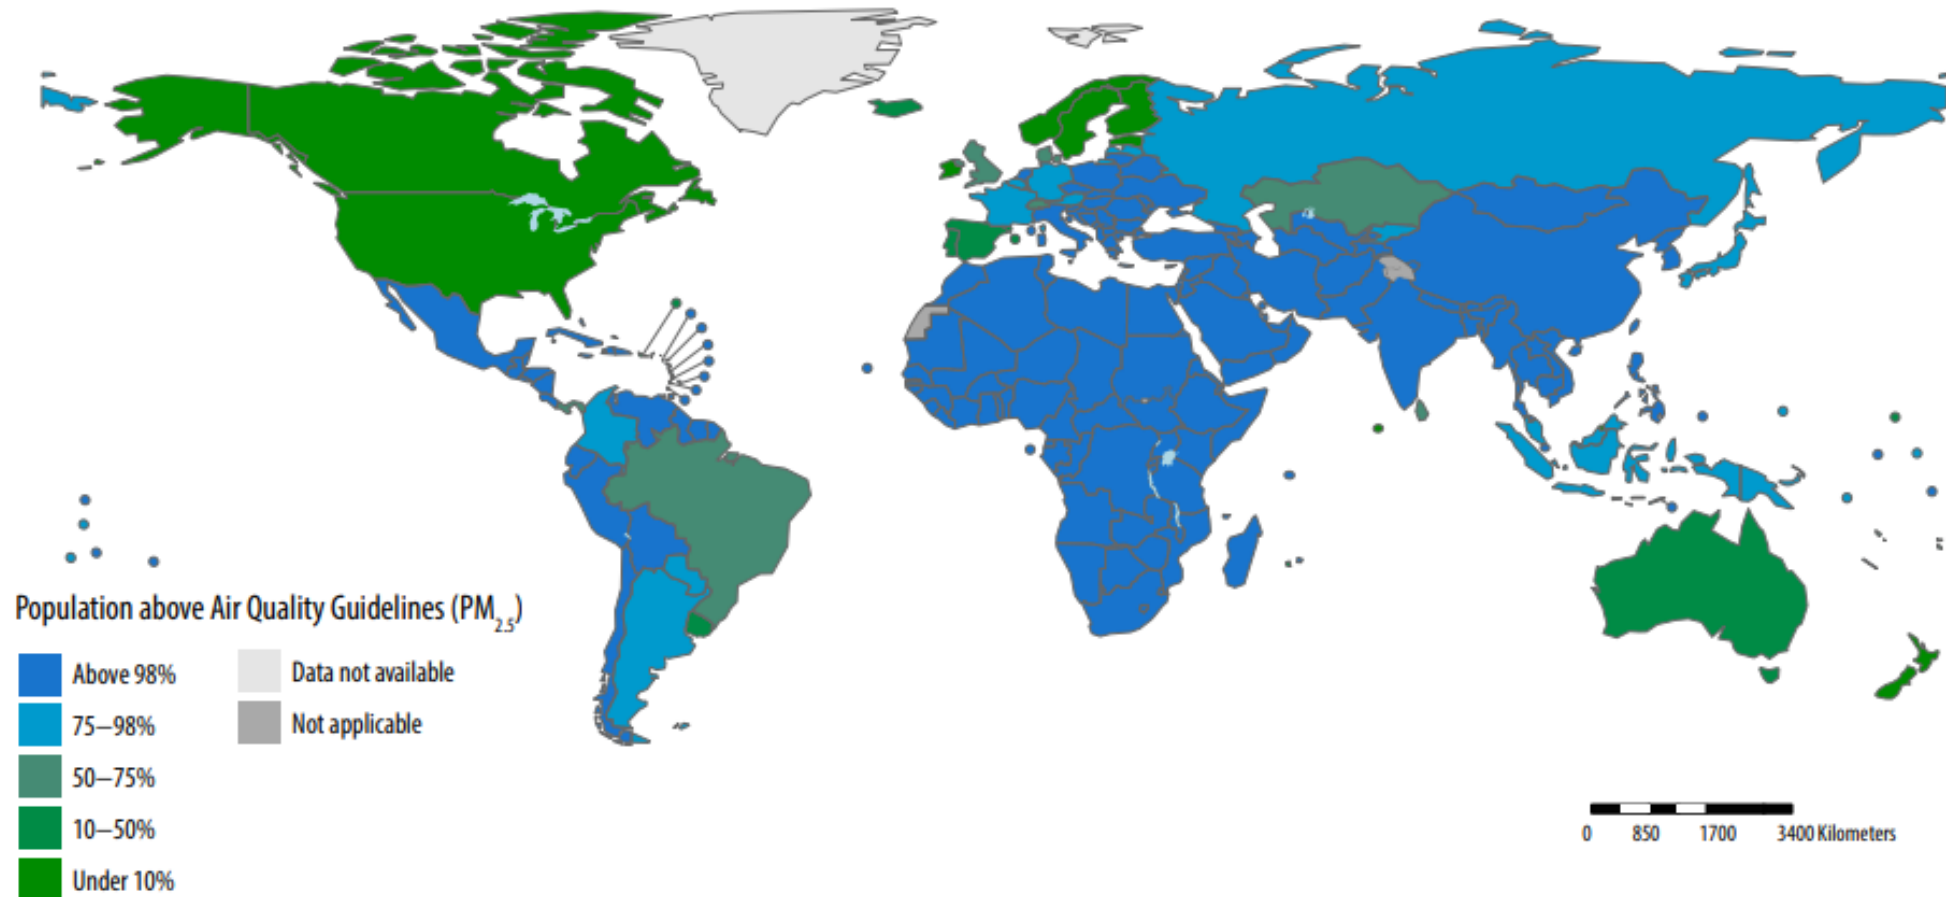 Population above Air Quality Guidelines (PM2.5)
Above 98%
75–98%
50–75%
10–50%
Under 10%
Data not available
Not applicable
0 850 1700 3400 Kilometers